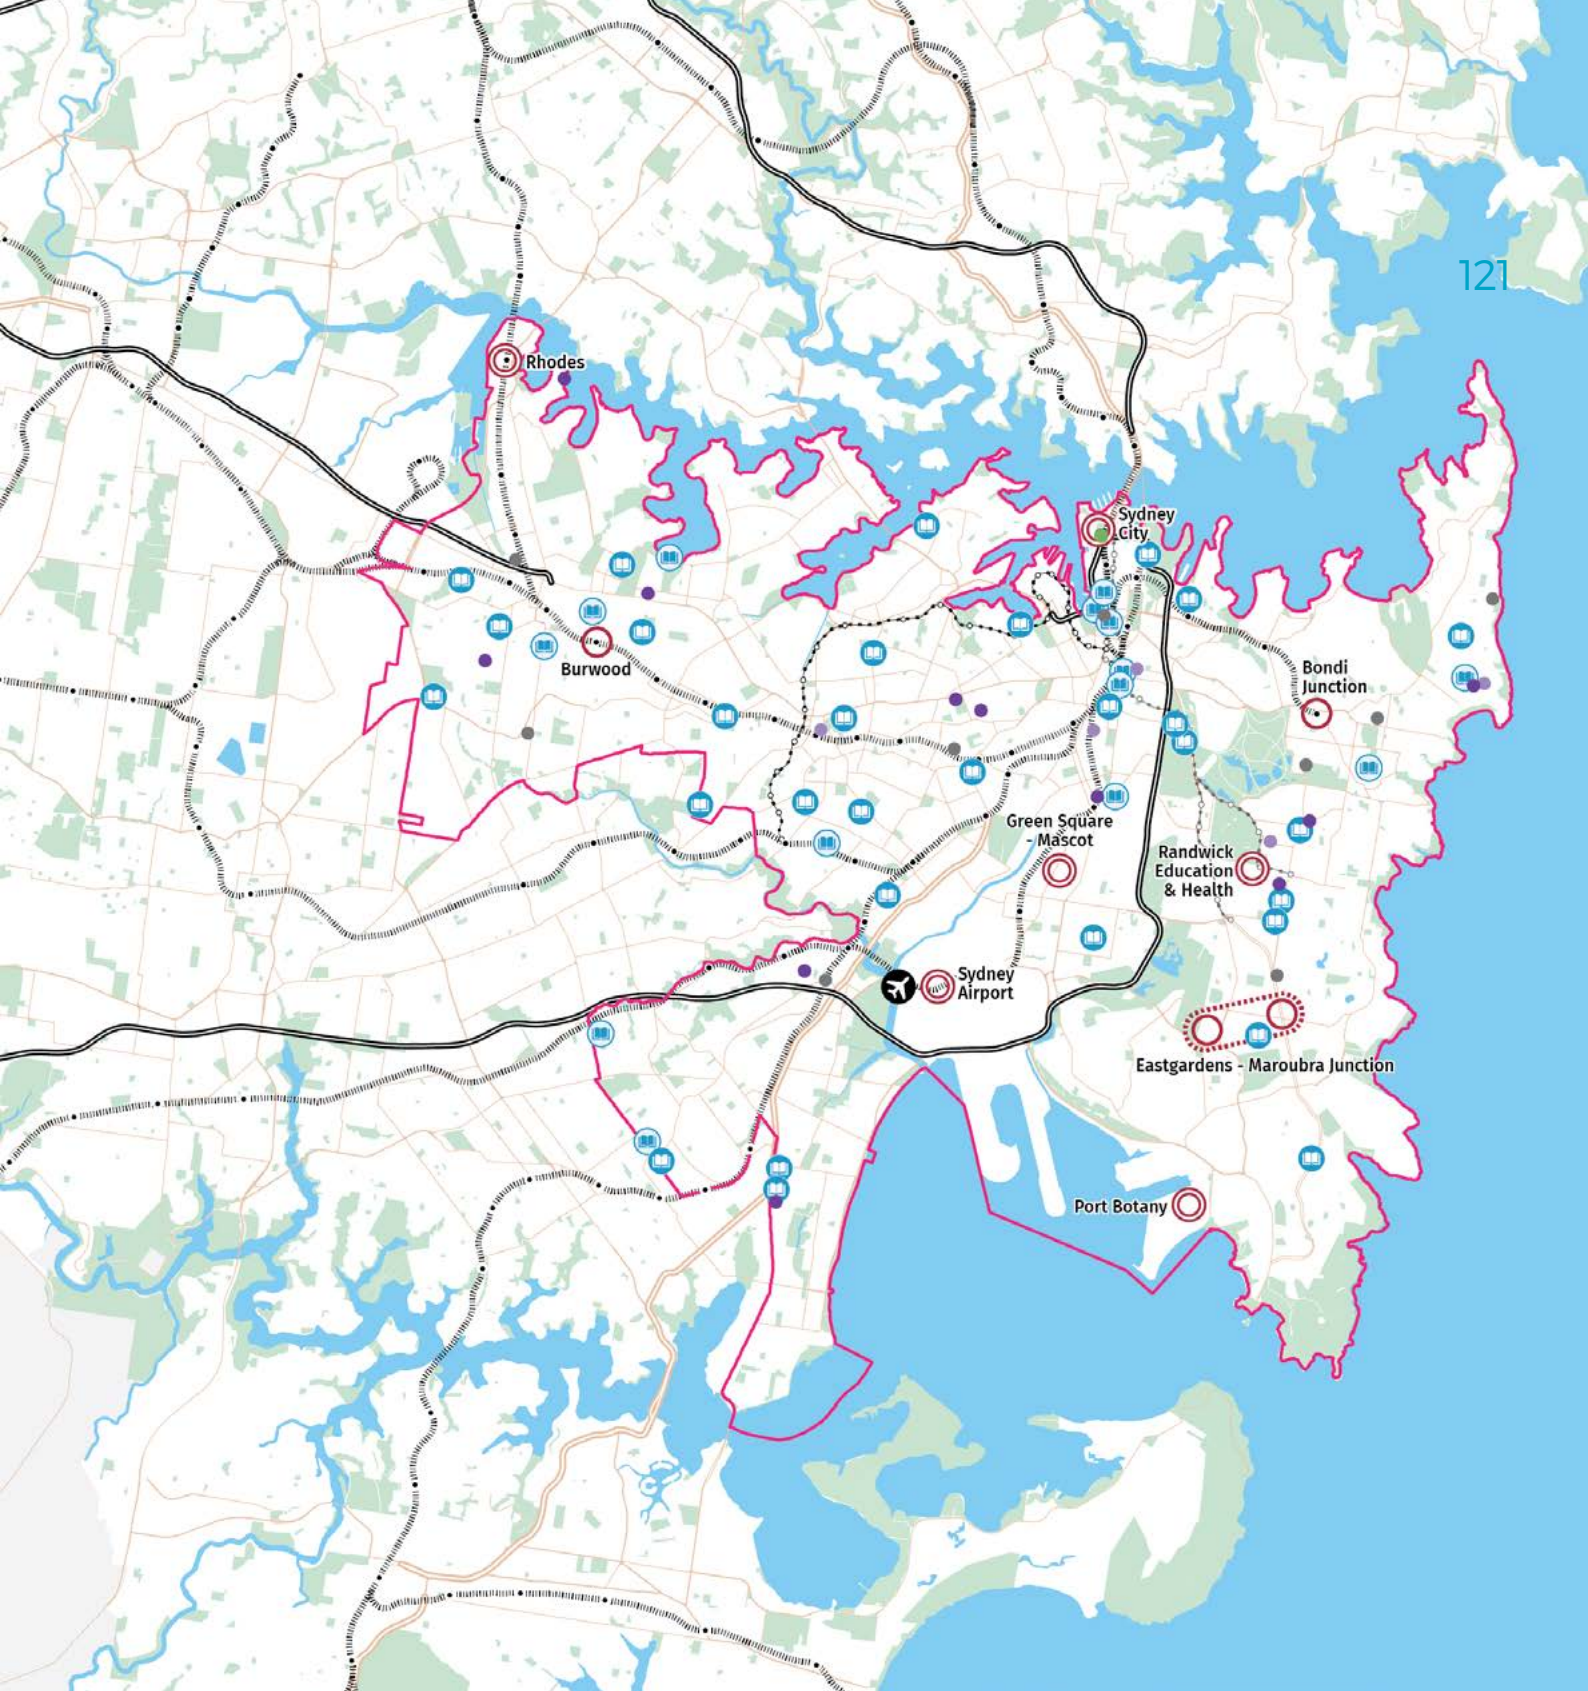 121
Rhodes
Sydney
City
Burwood
Bondi
Junction
Green Square
- Mascot
Randwick
Education
& Health
Sydney
Airport
Eastgardens - Maroubra Junction
Port Botany